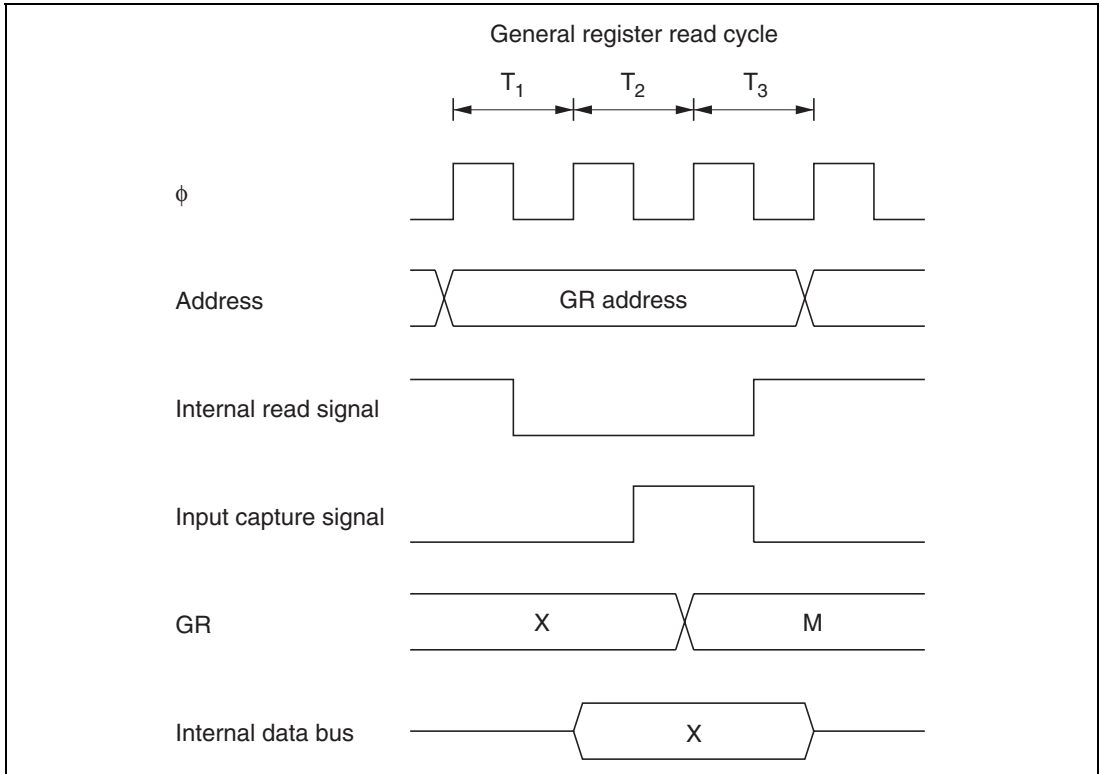 General register read cycle
T₁ T₂ T₃
φ
Address
GR address
Internal read signal
Input capture signal
GR
X
M
Internal data bus
X